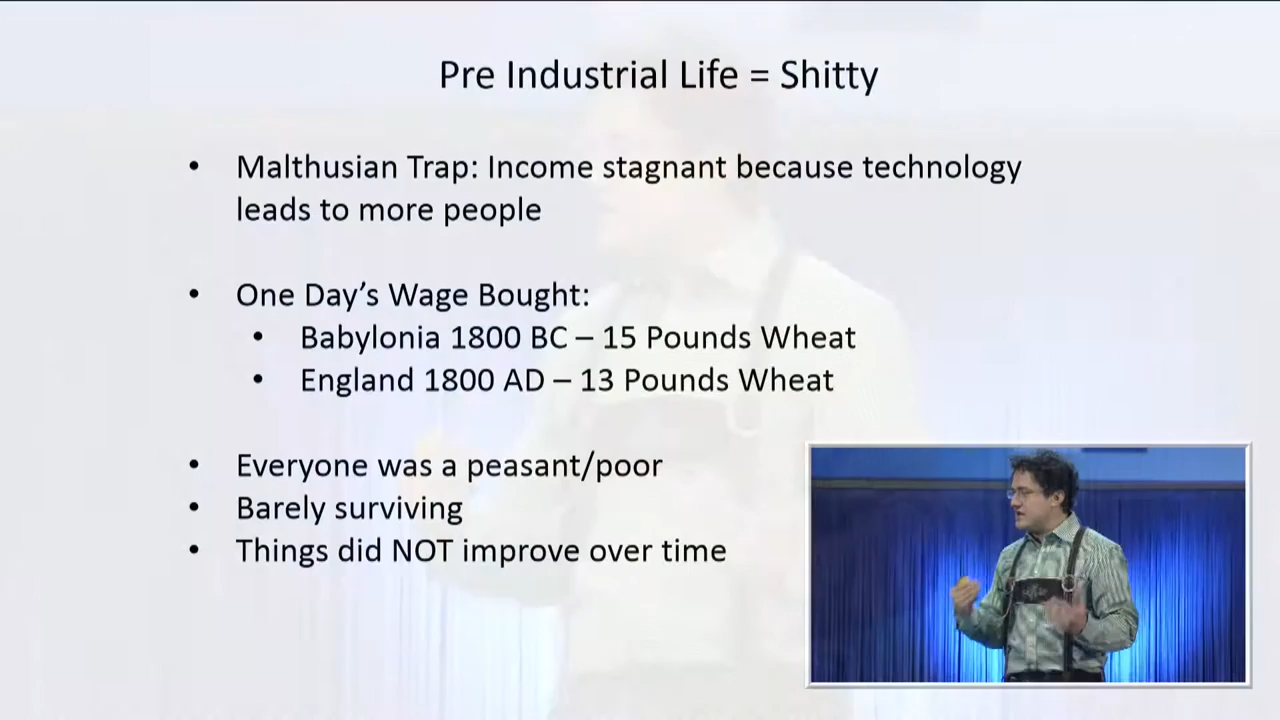 Pre Industrial Life = Shitty
• Malthusian Trap: Income stagnant because technology
leads to more people
• One Day’s Wage Bought:
• Babylonia 1800 BC – 15 Pounds Wheat
• England 1800 AD – 13 Pounds Wheat
• Everyone was a peasant/poor
• Barely surviving
• Things did NOT improve over time